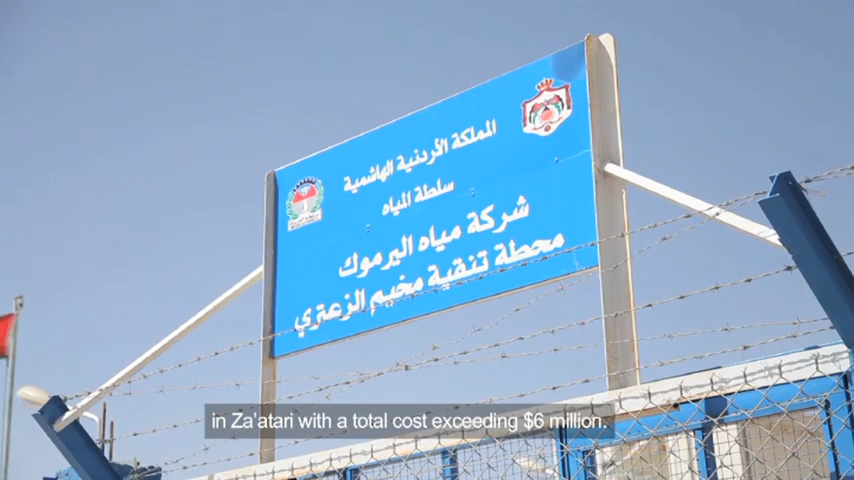 المملكة الأردنية الهاشمية
سلطة المياه
شركة مياه اليرموك
محطة تنقية مخيم الزعتري
in Za'atari with a total cost exceeding $6 million.